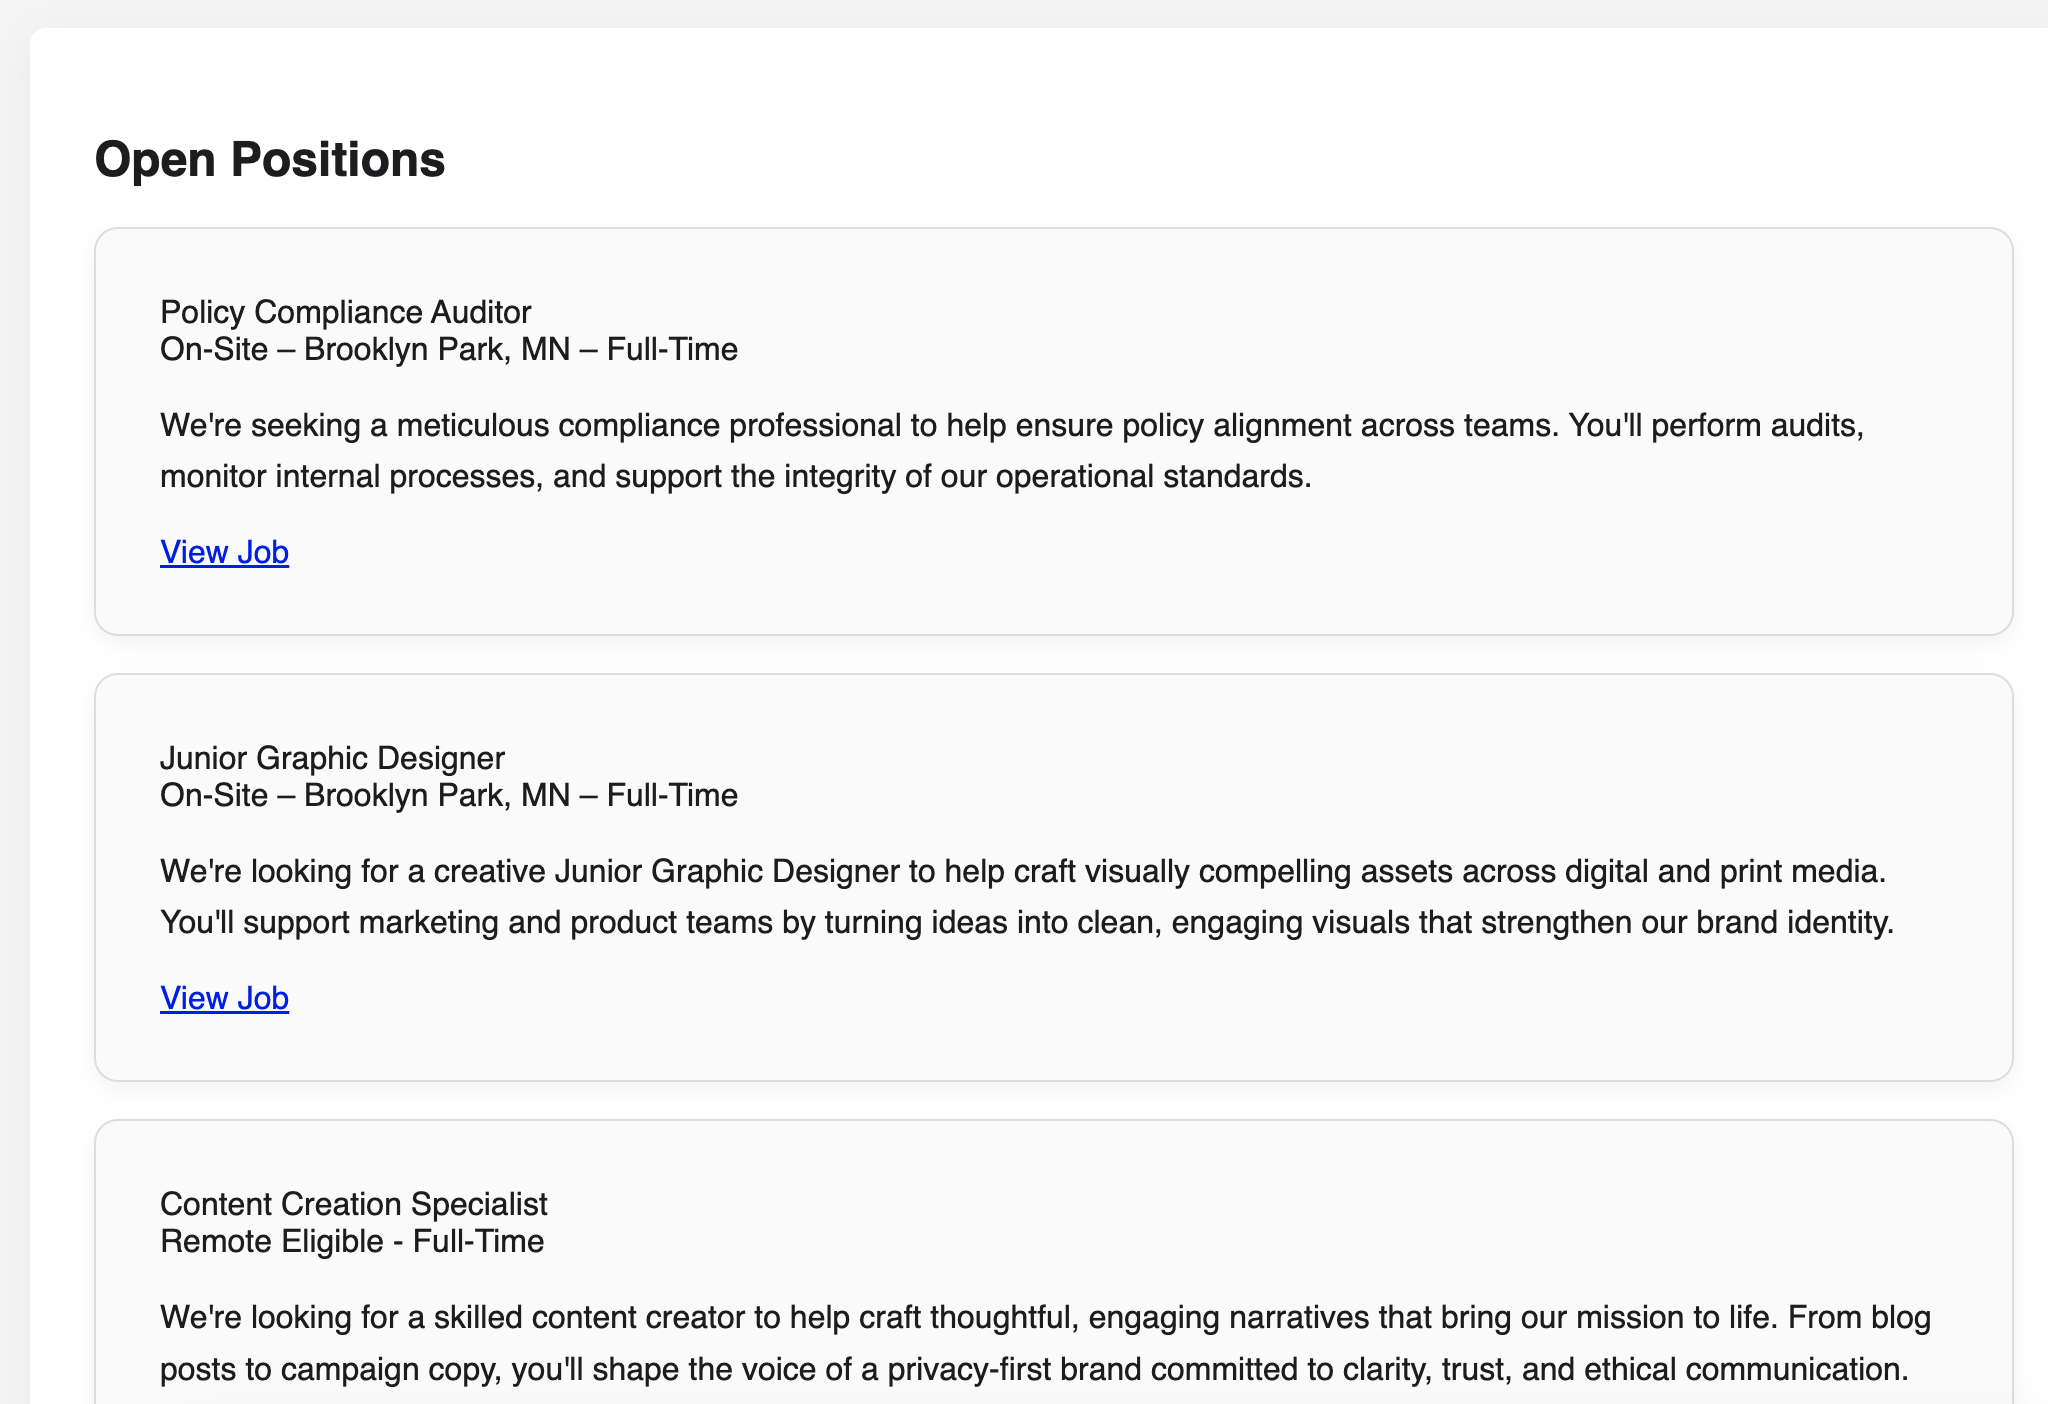 Open Positions
Policy Compliance Auditor
On-Site – Brooklyn Park, MN – Full-Time
We're seeking a meticulous compliance professional to help ensure policy alignment across teams. You'll perform audits,
monitor internal processes, and support the integrity of our operational standards.
View Job
Junior Graphic Designer
On-Site – Brooklyn Park, MN – Full-Time
We're looking for a creative Junior Graphic Designer to help craft visually compelling assets across digital and print media.
You'll support marketing and product teams by turning ideas into clean, engaging visuals that strengthen our brand identity.
View Job
Content Creation Specialist
Remote Eligible - Full-Time
We're looking for a skilled content creator to help craft thoughtful, engaging narratives that bring our mission to life. From blog
posts to campaign copy, you'll shape the voice of a privacy-first brand committed to clarity, trust, and ethical communication.